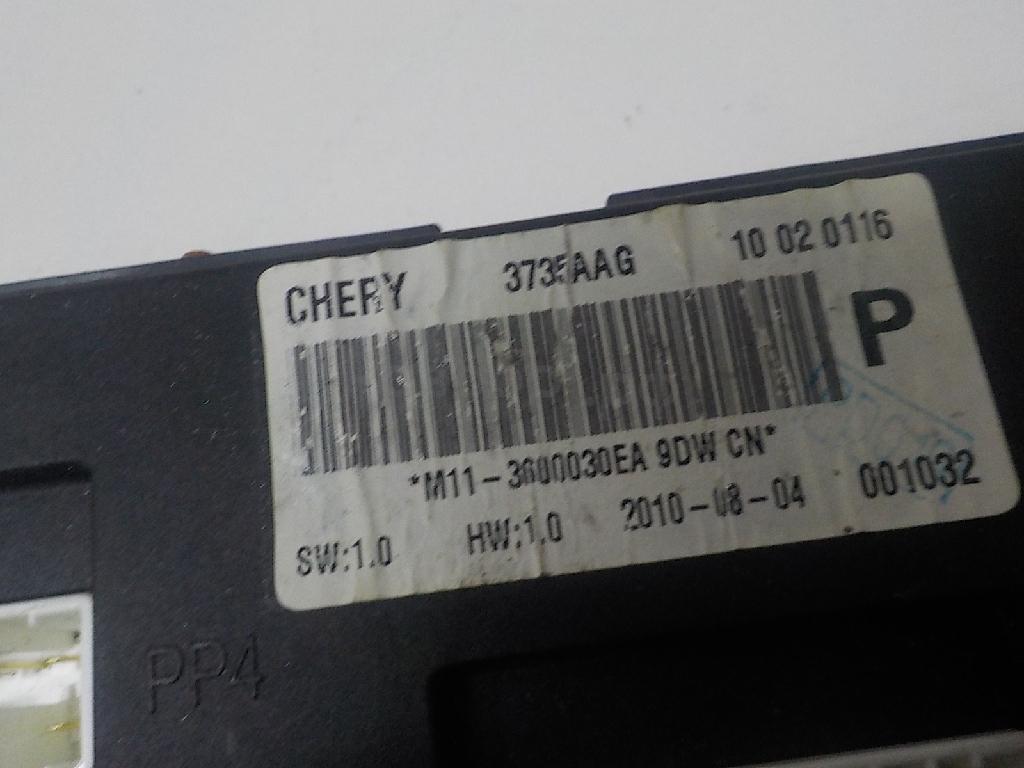 CHERY 3735AAG 10 02 0116
P
*M11-3600030EA 9DW CN*
SW:1.0 HW:1.0 2010-08-04 001032
PP4